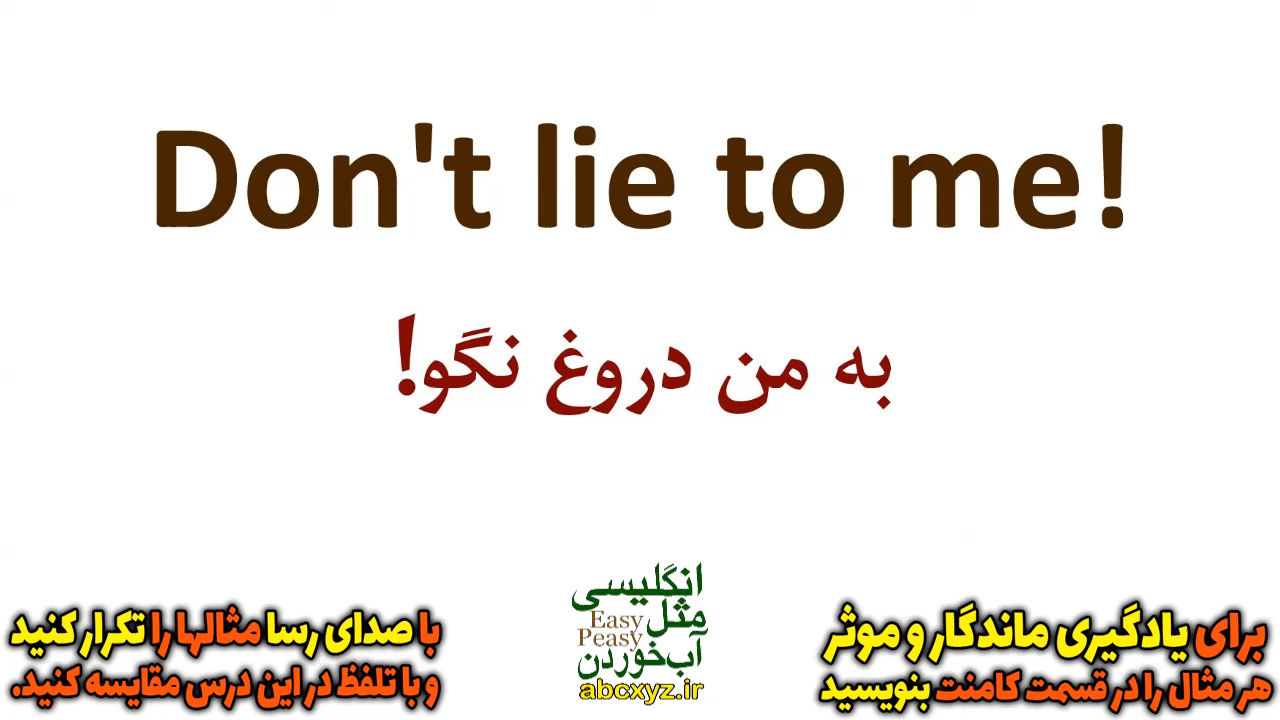 Don't lie to me!
به من دروغ نگو!
برای یادگیری ماندگار و موثر
هر مثال را در قسمت کامنت بنویسید
انگلیسی
مثل
Easy
Peasy
آب‌خوردن
abcxyz.ir
با صدای رسا مثالها را تکرار کنید
و با تلفظ در این درس مقایسه کنید.